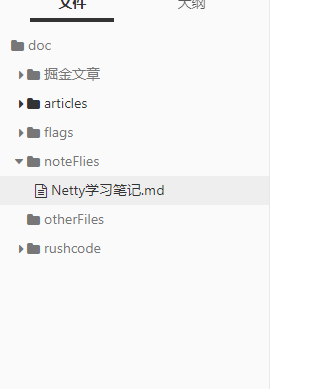 文件 大纲
doc
掘金文章
articles
flags
noteFlies
Netty学习笔记.md
otherFiles
rushcode